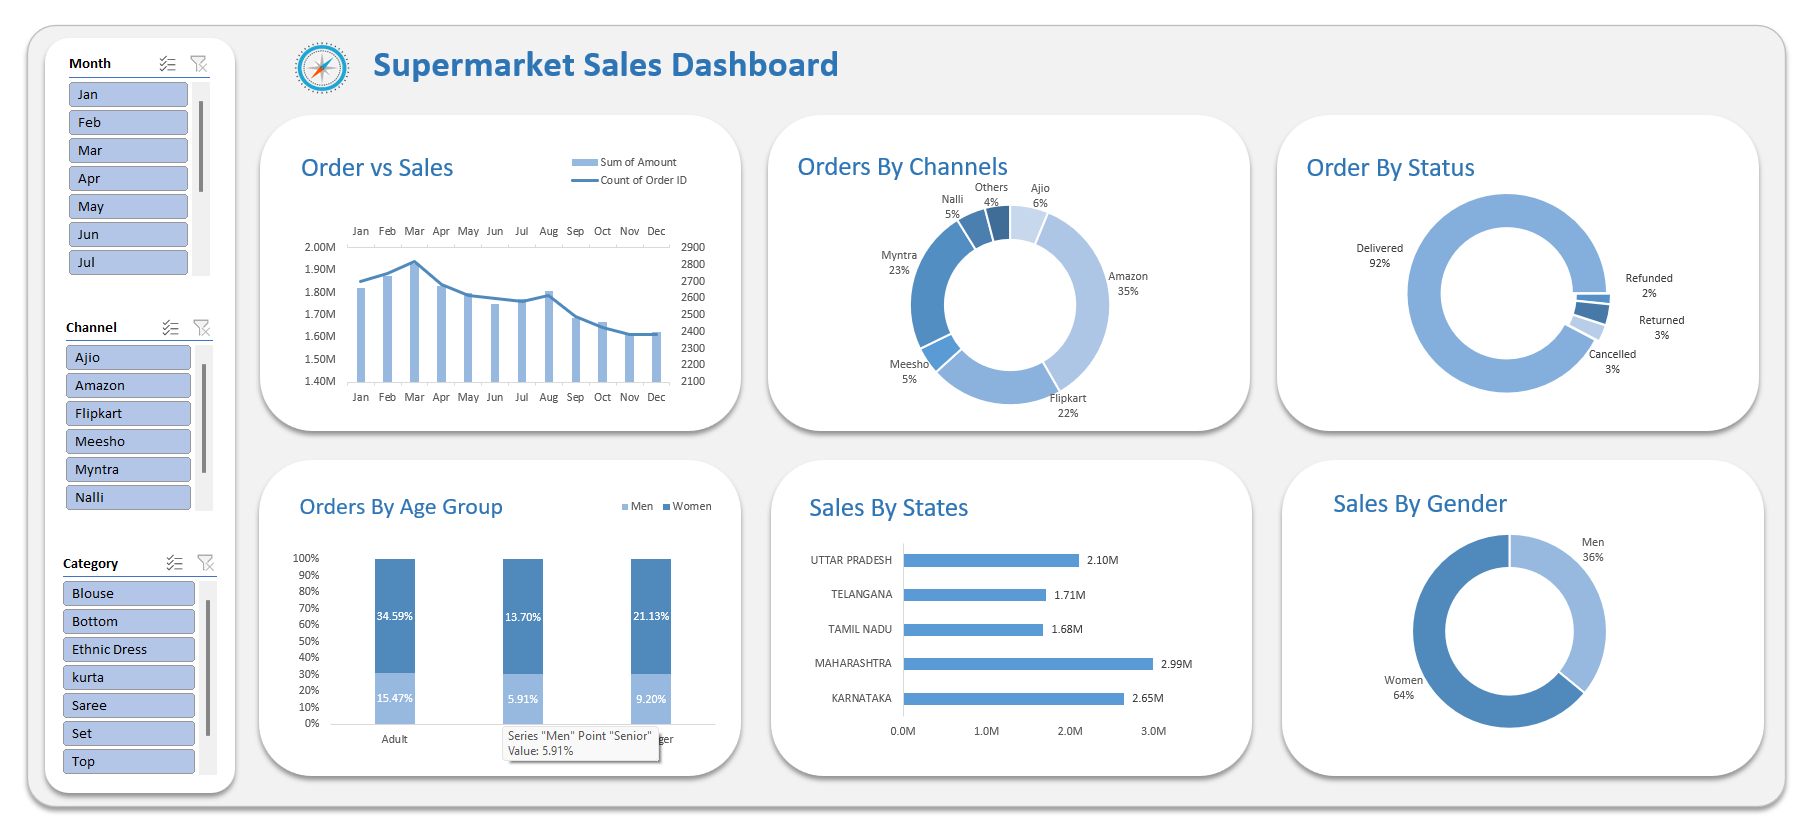 Supermarket Sales Dashboard
Month
Jan
Feb
Mar
Apr
May
Jun
Jul
Channel
Ajio
Amazon
Flipkart
Meesho
Myntra
Nalli
Category
Blouse
Bottom
Ethnic Dress
kurta
Saree
Set
Top
Order vs Sales
Sum of Amount
Count of Order ID
Jan Feb Mar Apr May Jun Jul Aug Sep Oct Nov Dec
2.00M
1.90M
1.80M
1.70M
1.60M
1.50M
1.40M
2900
2800
2700
2600
2500
2400
2300
2200
2100
Jan Feb Mar Apr May Jun Jul Aug Sep Oct Nov Dec
Orders By Channels
Others
4%
Ajio
6%
Nalli
5%
Myntra
23%
Amazon
35%
Meesho
5%
Flipkart
22%
Order By Status
Delivered
92%
Refunded
2%
Returned
3%
Cancelled
3%
Orders By Age Group
Men Women
100%
90%
80%
70%
60%
50%
40%
30%
20%
10%
0%
34.59% 13.70% 21.13%
15.47% 5.91% 9.20%
Adult
Series "Men" Point "Senior"
Value: 5.91%
Sales By States
UTTAR PRADESH 2.10M
TELANGANA 1.71M
TAMIL NADU 1.68M
MAHARASHTRA 2.99M
KARNATAKA 2.65M
0.0M 1.0M 2.0M 3.0M
Sales By Gender
Men
36%
Women
64%